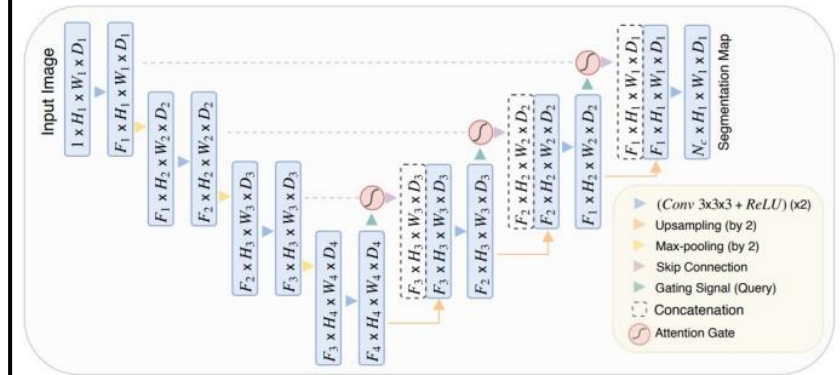 Input Image
1 x H₁ x W₁ x D₁
F₁ x H₁ x W₁ x D₁
F₁ x H₂ x W₂ x D₂
F₂ x H₂ x W₂ x D₂
F₂ x H₃ x W₃ x D₃
F₃ x H₃ x W₃ x D₃
F₃ x H₄ x W₄ x D₄
F₄ x H₄ x W₄ x D₄
F₃ x H₃ x W₃ x D₃
F₃ x H₃ x W₃ x D₃
F₂ x H₃ x W₃ x D₃
F₂ x H₂ x W₂ x D₂
F₂ x H₂ x W₂ x D₂
F₁ x H₂ x W₂ x D₂
F₁ x H₁ x W₁ x D₁
F₁ x H₁ x W₁ x D₁
N_c x H₁ x W₁ x D₁
Segmentation Map
(Conv 3x3x3 + ReLU) (x2)
Upsampling (by 2)
Max-pooling (by 2)
Skip Connection
Gating Signal (Query)
Concatenation
Attention Gate